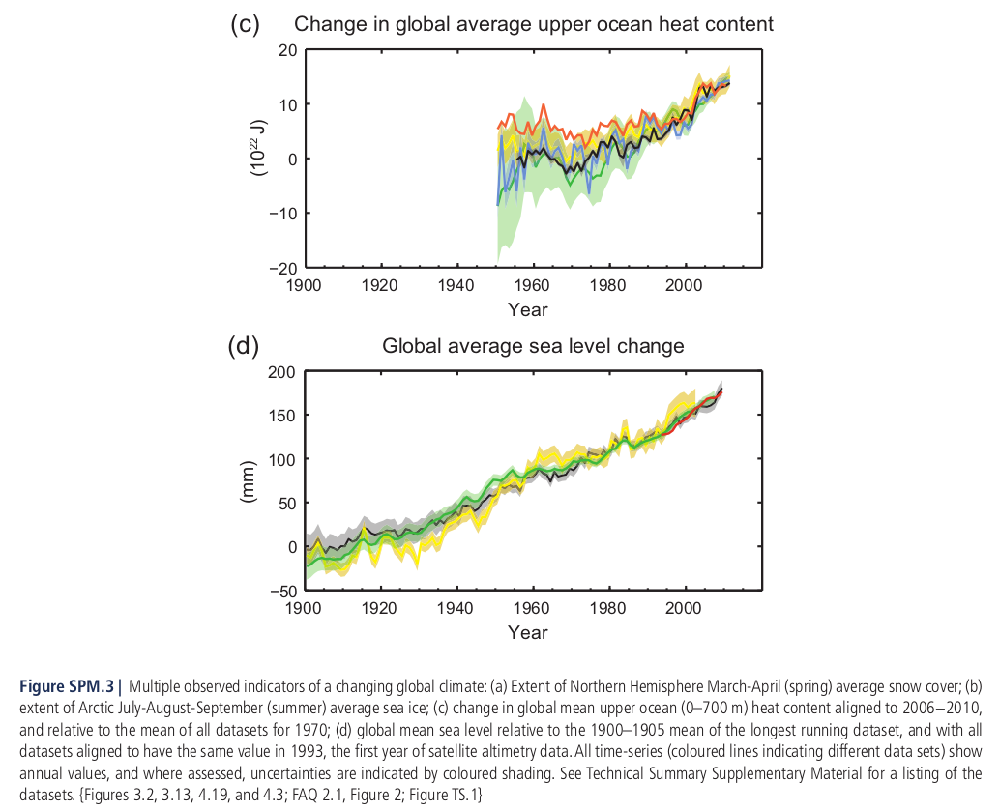 (c) Change in global average upper ocean heat content
20
10
0
−10
−20
(10²² J)
1900 1920 1940 1960 1980 2000
Year
(d) Global average sea level change
200
150
100
50
0
−50
(mm)
1900 1920 1940 1960 1980 2000
Year
Figure SPM.3 | Multiple observed indicators of a changing global climate: (a) Extent of Northern Hemisphere March-April (spring) average snow cover; (b)
extent of Arctic July-August-September (summer) average sea ice; (c) change in global mean upper ocean (0–700 m) heat content aligned to 2006−2010,
and relative to the mean of all datasets for 1970; (d) global mean sea level relative to the 1900–1905 mean of the longest running dataset, and with all
datasets aligned to have the same value in 1993, the first year of satellite altimetry data. All time-series (coloured lines indicating different data sets) show
annual values, and where assessed, uncertainties are indicated by coloured shading. See Technical Summary Supplementary Material for a listing of the
datasets. {Figures 3.2, 3.13, 4.19, and 4.3; FAQ 2.1, Figure 2; Figure TS.1}